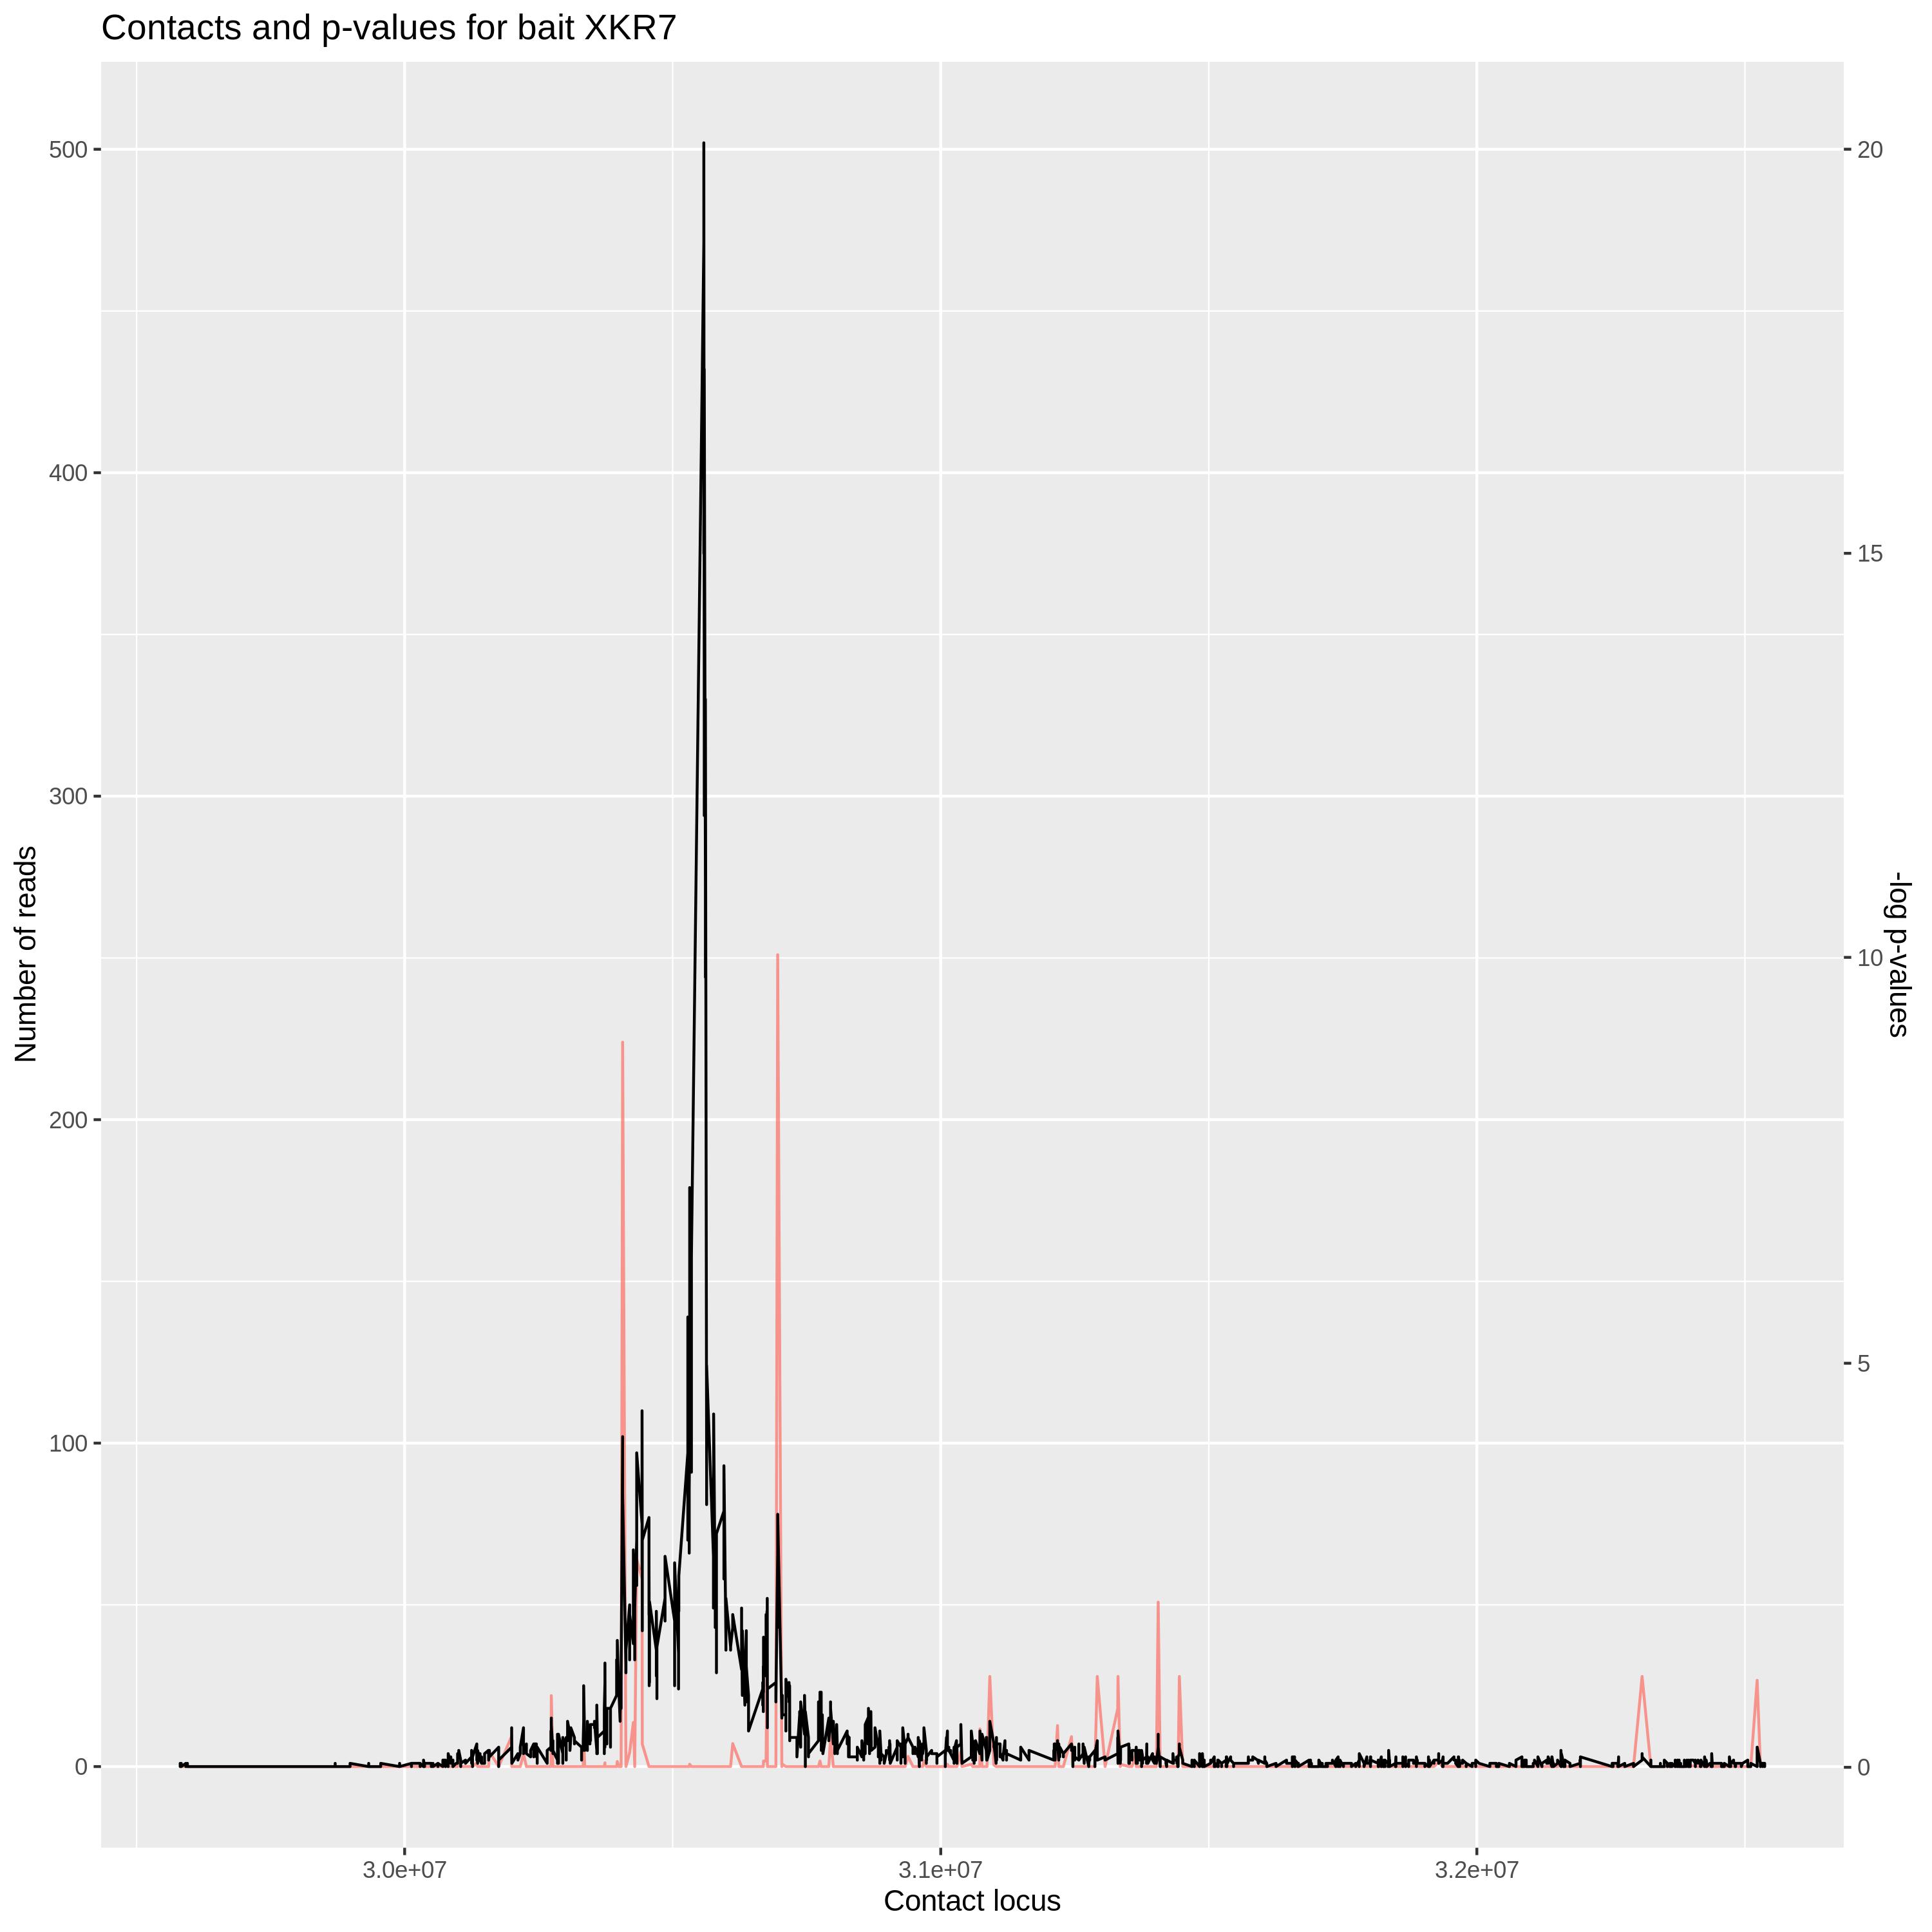 Contacts and p-values for bait XKR7
500
400
300
200
100
0
Number of reads
20
15
10
5
0
-log p-values
3.0e+07
3.1e+07
3.2e+07
Contact locus